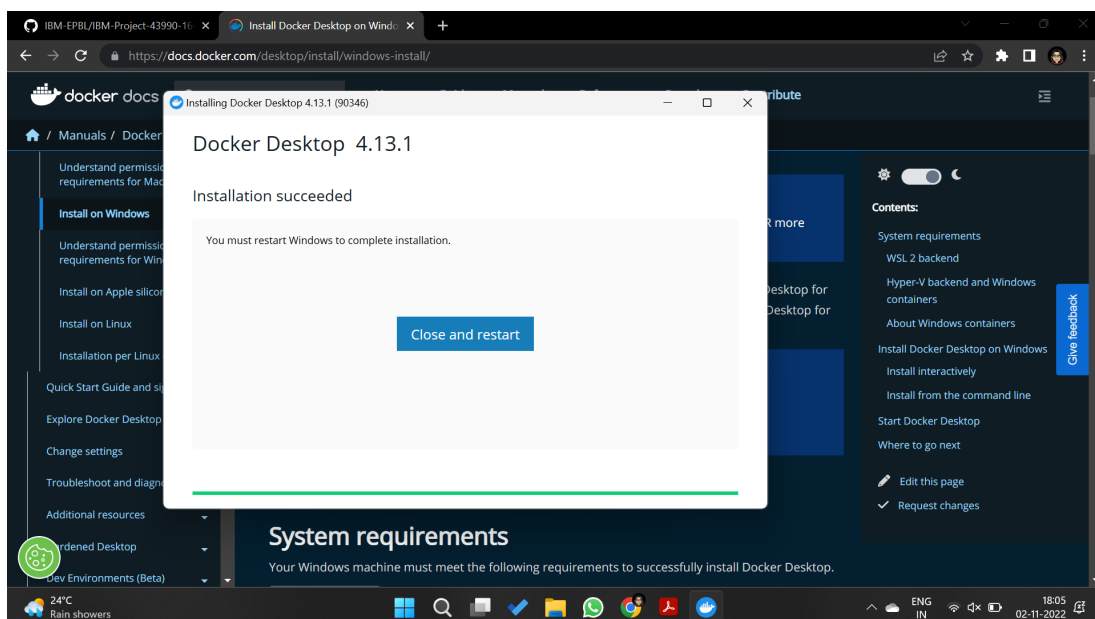 IBM-EPBL/IBM-Project-43990-16
Install Docker Desktop on Windo
https://docs.docker.com/desktop/install/windows-install/
docker docs
ribute
Installing Docker Desktop 4.13.1 (90346)
/ Manuals / Docker
Docker Desktop 4.13.1
Installation succeeded
You must restart Windows to complete installation.
Close and restart
Understand permissio
requirements for Mac
Install on Windows
Understand permissio
requirements for Win
Install on Apple silicon
Install on Linux
Installation per Linux
Quick Start Guide and si
Explore Docker Desktop
Change settings
Troubleshoot and diagn
Additional resources
rdened Desktop
Dev Environments (Beta)
R more
Desktop for
Desktop for
System requirements
Your Windows machine must meet the following requirements to successfully install Docker Desktop.
Contents:
System requirements
WSL 2 backend
Hyper-V backend and Windows
containers
About Windows containers
Install Docker Desktop on Windows
Install interactively
Install from the command line
Start Docker Desktop
Where to go next
Edit this page
Request changes
Give feedback
24°C
Rain showers
ENG
IN
18:05
02-11-2022